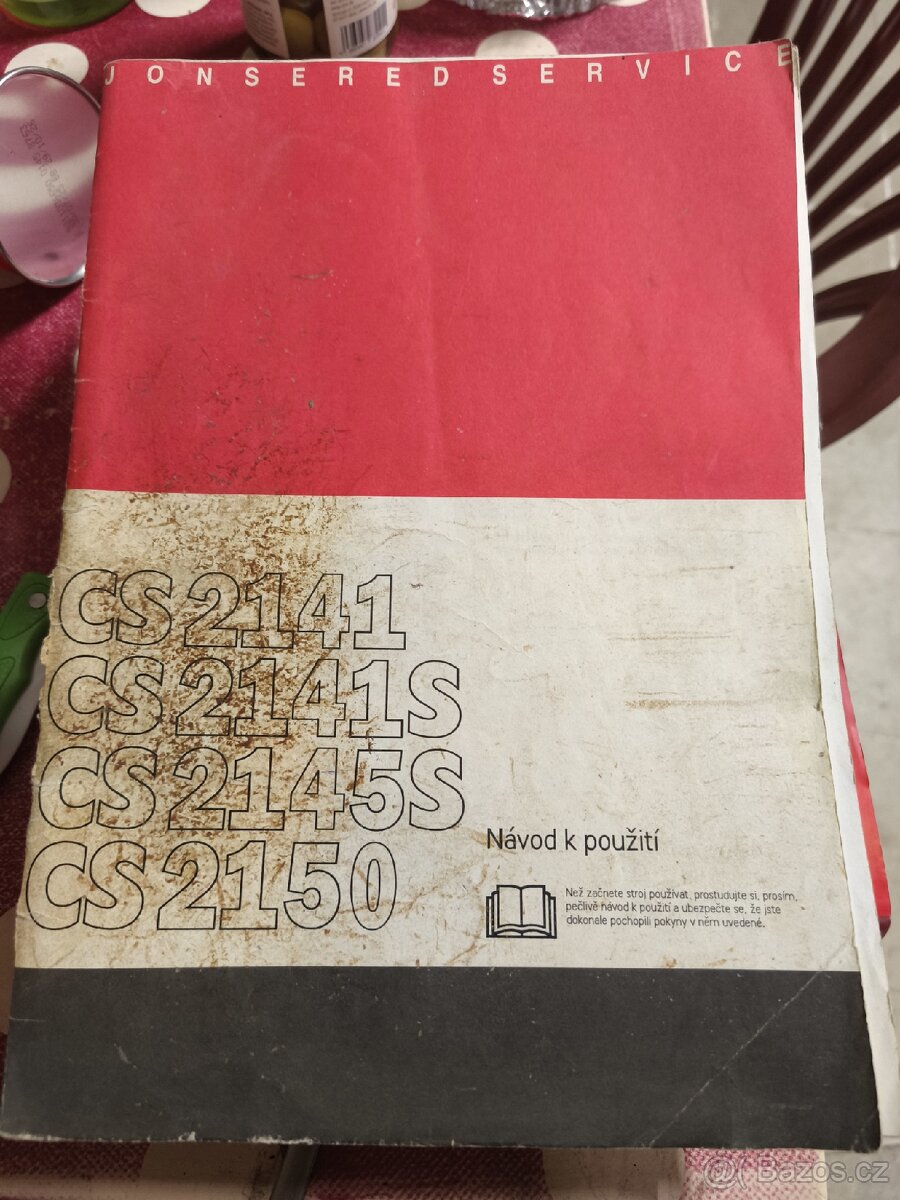 JONSERED SERVICE
CS 2141
CS 2141S
CS 2145S
CS 2150
Návod k použití
Než začnete stroj používat, prostudujte si, prosím,
pečlivě návod k použití a ubezpečte se, že jste
dokonale pochopili pokyny v něm uvedené.
Bazos.cz